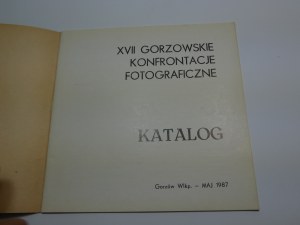 XVII GORZOWSKIE
KONFRONTACJE
FOTOGRAFICZNE
KATALOG
Gorzów Wlkp. – MAJ 1987